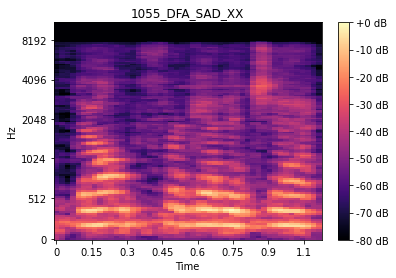 1055_DFA_SAD_XX
8192
4096
2048
1024
512
0
Hz
0 0.15 0.3 0.45 0.6 0.75 0.9 1.1
Time
+0 dB
-10 dB
-20 dB
-30 dB
-40 dB
-50 dB
-60 dB
-70 dB
-80 dB